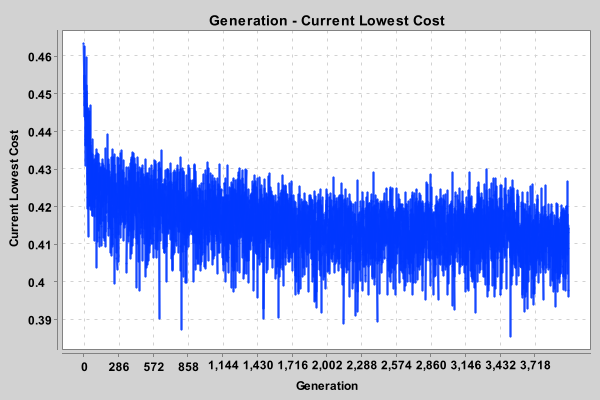 Generation - Current Lowest Cost
Current Lowest Cost
0.46
0.45
0.44
0.43
0.42
0.41
0.4
0.39
0 286 572 858 1,144 1,430 1,716 2,002 2,288 2,574 2,860 3,146 3,432 3,718
Generation